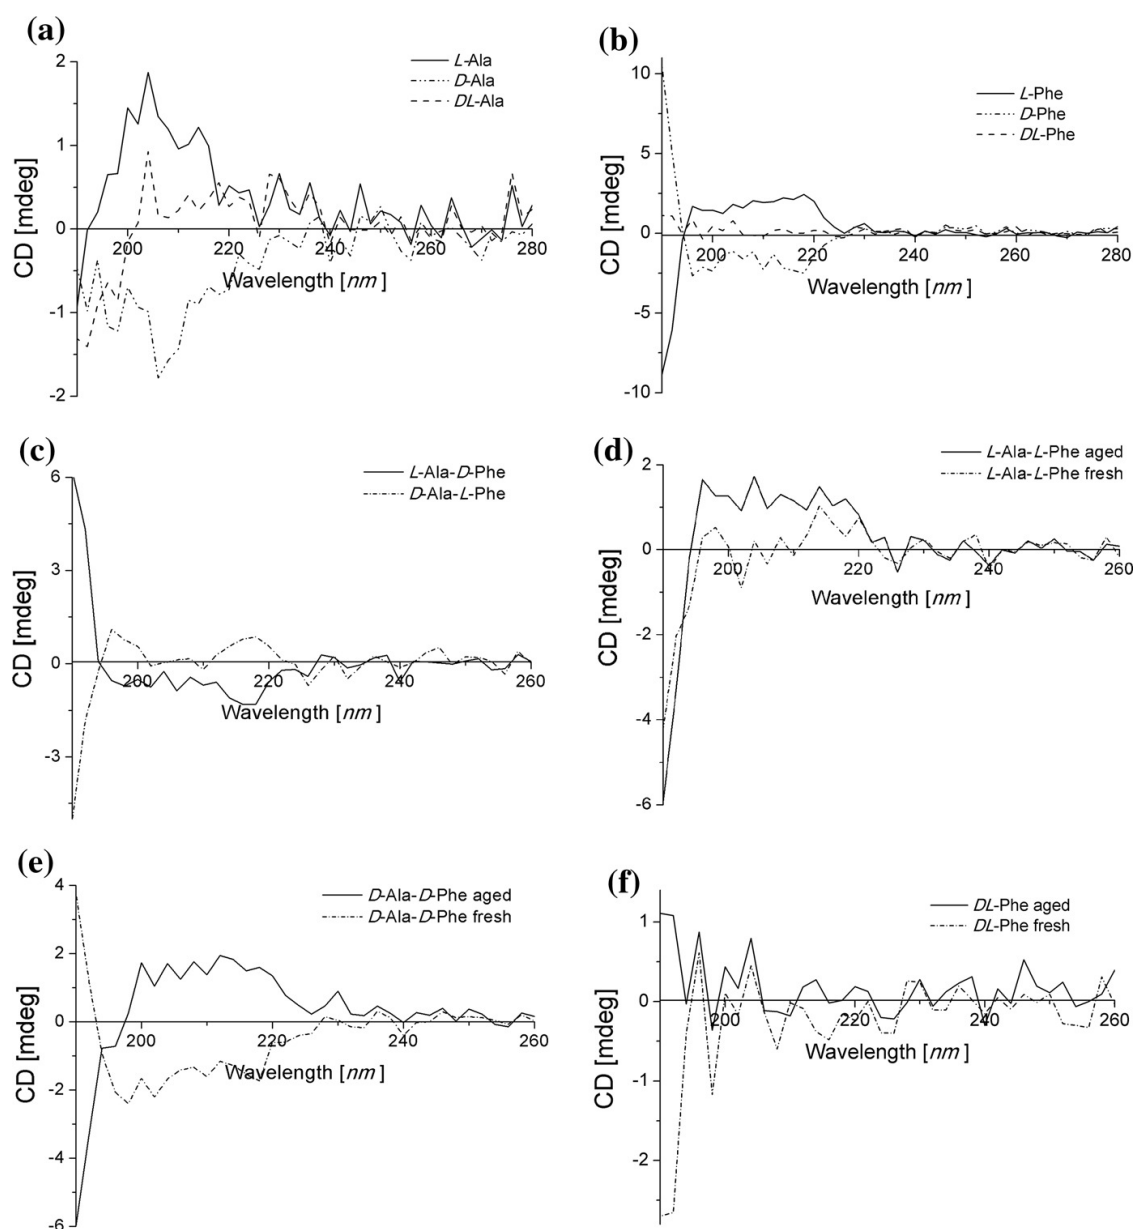 (a)
2
1
0
-1
-2
200
220
240
260
280
CD [mdeg]
Wavelength [nm]
L-Ala
D-Ala
DL-Ala
(b)
10
5
0
-5
-10
200
220
240
260
280
CD [mdeg]
Wavelength [nm]
L-Phe
D-Phe
DL-Phe
(c)
6
3
0
-3
200
220
240
260
CD [mdeg]
Wavelength [nm]
L-Ala-D-Phe
D-Ala-L-Phe
(d)
2
0
-2
-4
-6
200
220
240
260
CD [mdeg]
Wavelength [nm]
L-Ala-L-Phe aged
L-Ala-L-Phe fresh
(e)
4
2
0
-2
-4
-6
200
220
240
260
CD [mdeg]
Wavelength [nm]
D-Ala-D-Phe aged
D-Ala-D-Phe fresh
(f)
1
0
-1
-2
200
220
240
260
CD [mdeg]
Wavelength [nm]
DL-Phe aged
DL-Phe fresh